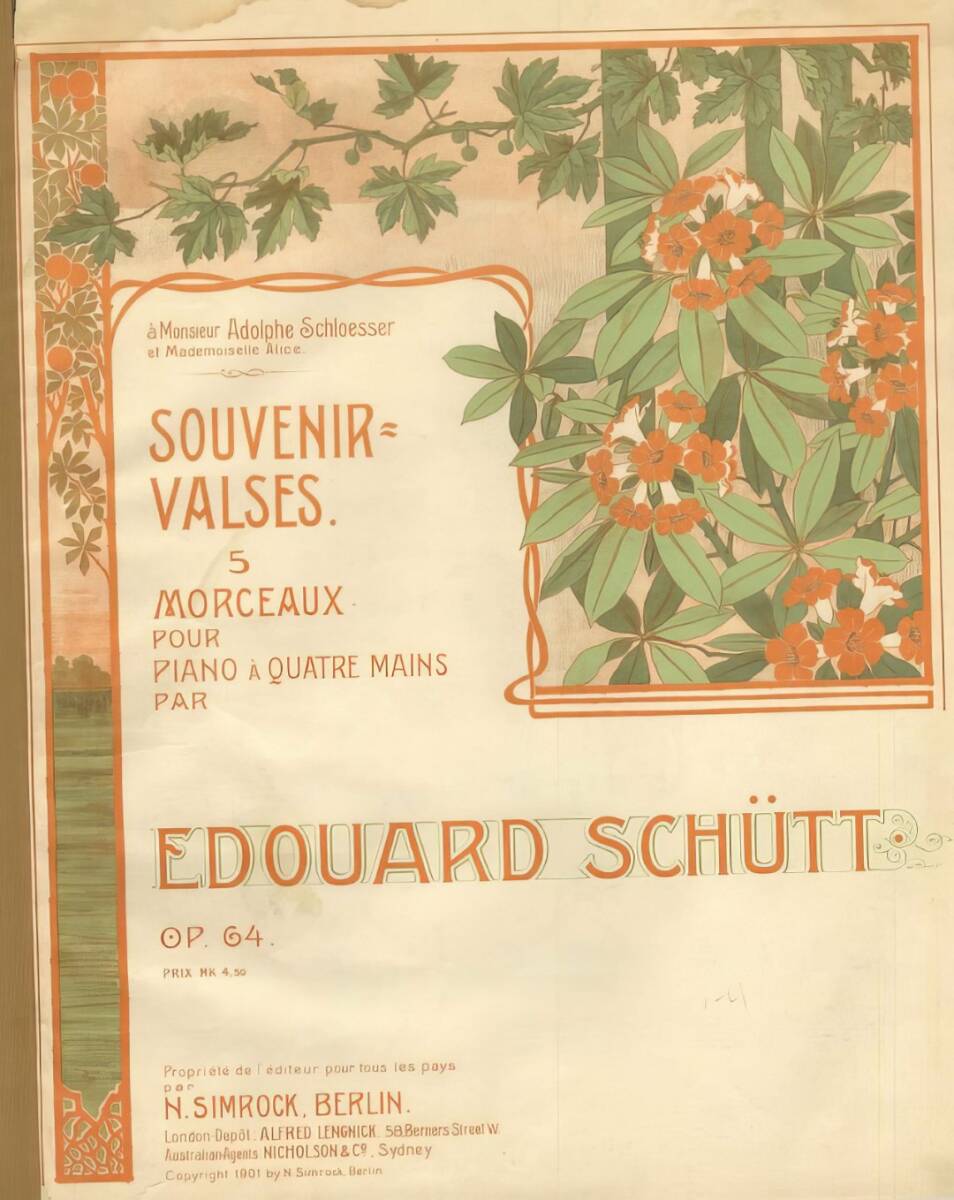 à Monsieur Adolphe Schloesser
et Mademoiselle Alice.
SOUVENIR=
VALSES.
5
MORCEAUX
POUR
PIANO à QUATRE MAINS
PAR
EDOUARD SCHÜTT
OP. 64.
PRIX MK 4,50
Propriété de l'éditeur pour tous les pays
par
N. SIMROCK, BERLIN.
London-Depôt: ALFRED LENGNICK, 58, Berners Street W.
Australian-Agents NICHOLSON & Co., Sydney
Copyright 1901 by N. Simrock, Berlin